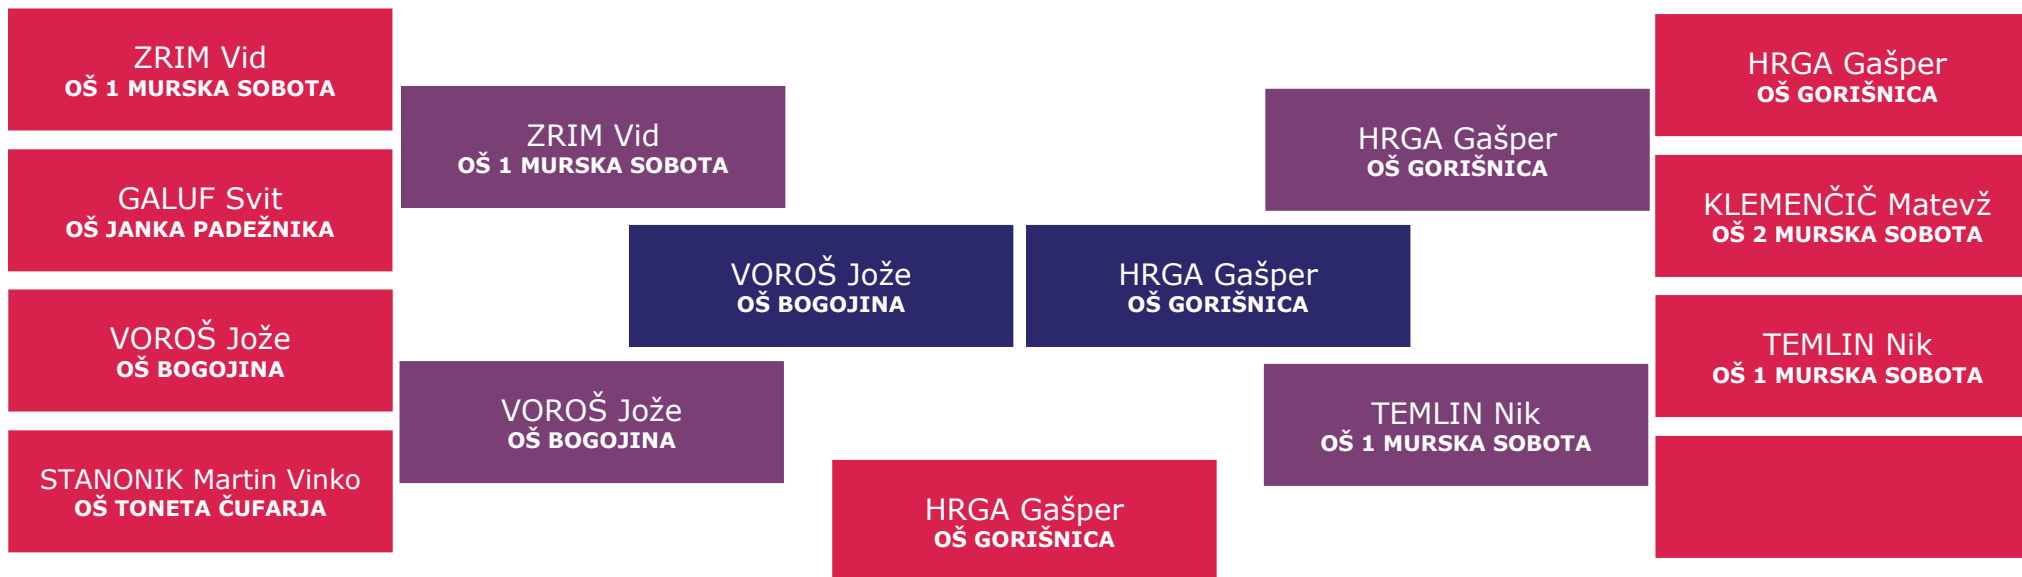 ZRIM Vid
OŠ 1 MURSKA SOBOTA
GALUF Svit
OŠ JANKA PADEŽNIKA
VOROŠ Jože
OŠ BOGOJINA
STANONIK Martin Vinko
OŠ TONETA ČUFARJA
ZRIM Vid
OŠ 1 MURSKA SOBOTA
VOROŠ Jože
OŠ BOGOJINA
VOROŠ Jože
OŠ BOGOJINA
HRGA Gašper
OŠ GORIŠNICA
HRGA Gašper
OŠ GORIŠNICA
HRGA Gašper
OŠ GORIŠNICA
TEMLIN Nik
OŠ 1 MURSKA SOBOTA
HRGA Gašper
OŠ GORIŠNICA
KLEMENČIČ Matevž
OŠ 2 MURSKA SOBOTA
TEMLIN Nik
OŠ 1 MURSKA SOBOTA